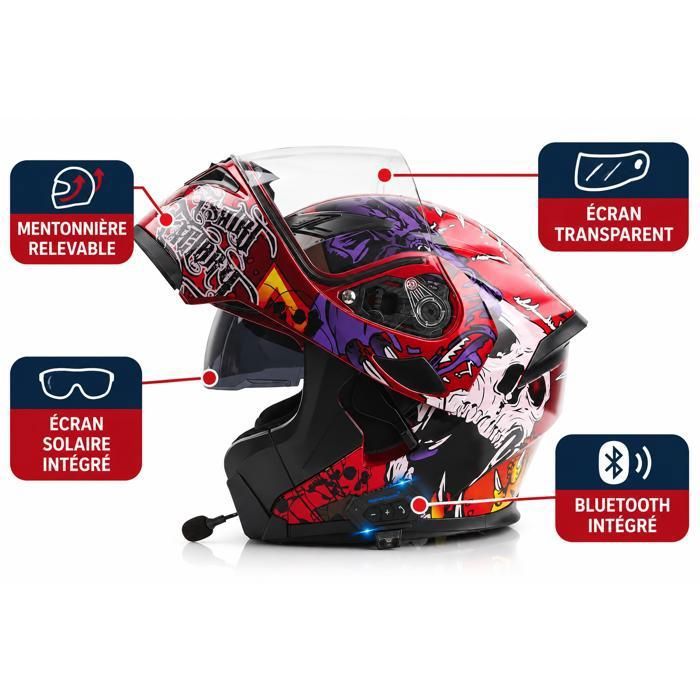 MENTONNIÈRE
RELEVABLE
ÉCRAN
TRANSPARENT
ÉCRAN
SOLAIRE
INTÉGRÉ
BLUETOOTH
INTÉGRÉ